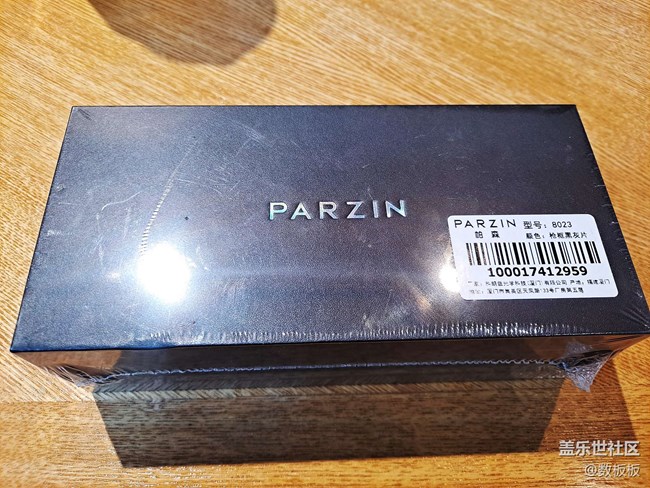 PARZIN
PARZIN 型号: 8023
帕森 颜色: 枪框黑灰片
100017412959
盖乐世社区
@数板板